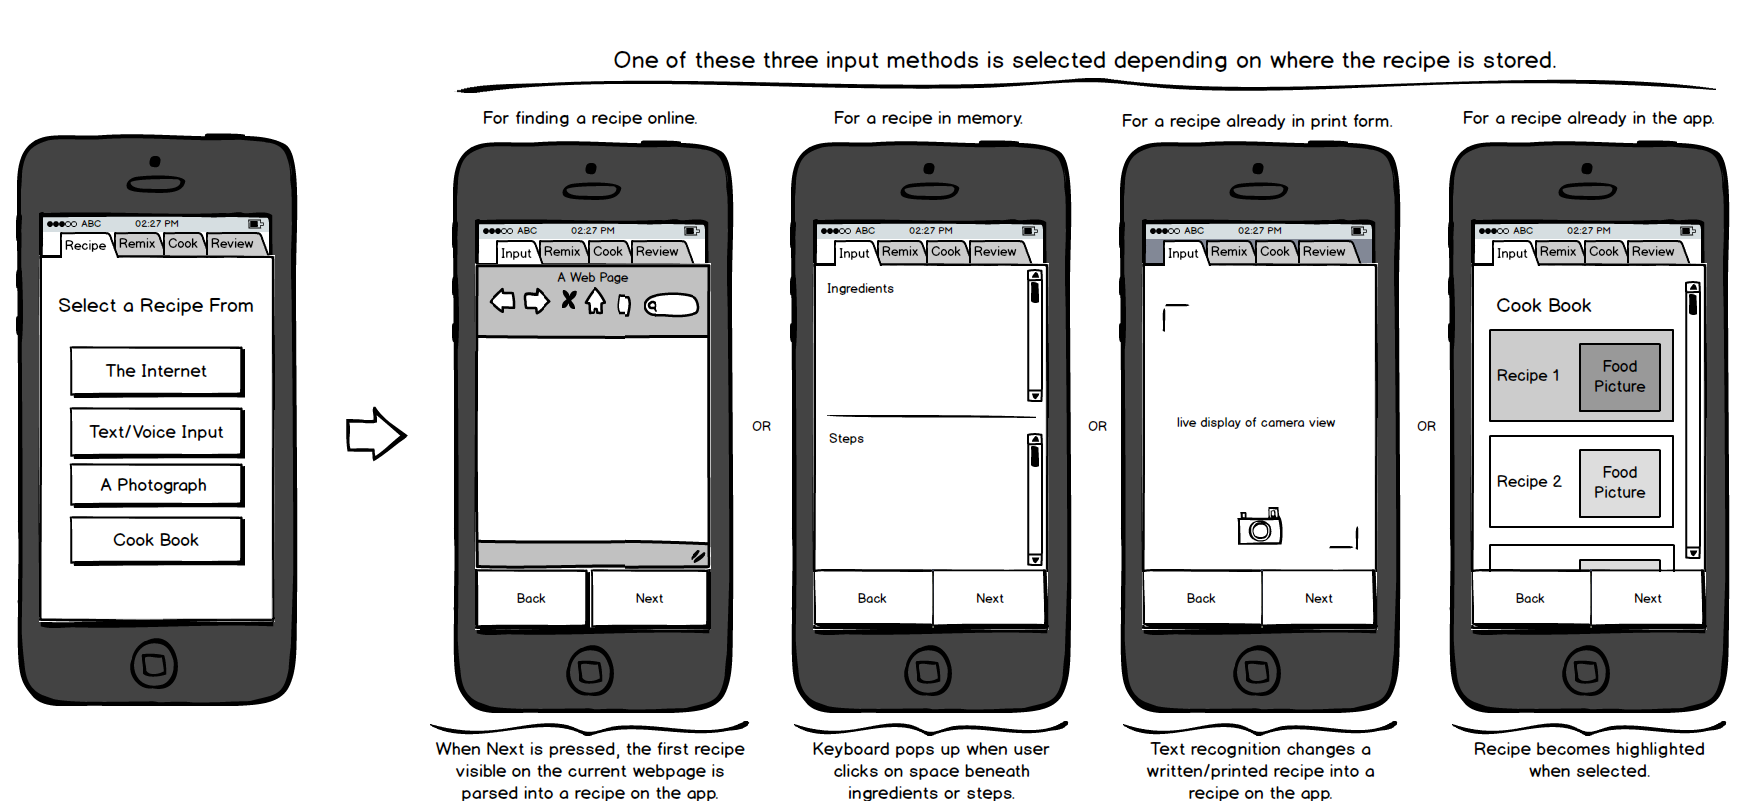 One of these three input methods is selected depending on where the recipe is stored.
For finding a recipe online.
For a recipe in memory.
For a recipe already in print form.
For a recipe already in the app.
ABC 02:27 PM
Recipe Remix Cook Review
Select a Recipe From
The Internet
Text/Voice Input
A Photograph
Cook Book
ABC 02:27 PM
Input Remix Cook Review
A Web Page
Back Next
When Next is pressed, the first recipe
visible on the current webpage is
parsed into a recipe on the app.
OR
ABC 02:27 PM
Input Remix Cook Review
Ingredients
Steps
Back Next
Keyboard pops up when user
clicks on space beneath
ingredients or steps.
OR
ABC 02:27 PM
Input Remix Cook Review
live display of camera view
Back Next
Text recognition changes a
written/printed recipe into a
recipe on the app.
OR
ABC 02:27 PM
Input Remix Cook Review
Cook Book
Recipe 1
Food
Picture
Recipe 2
Food
Picture
Back Next
Recipe becomes highlighted
when selected.